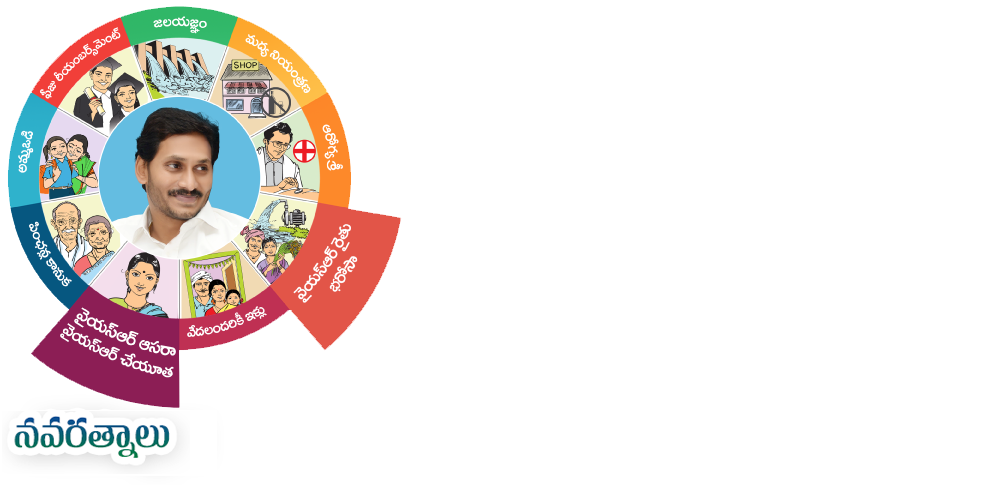 జలయజ్ఞం
మద్య నియంత్రణ
SHOP
ఆరోగ్యశ్రీ
వైయస్ఆర్ రైతు
భరోసా
పేదలందరికీ ఇళ్లు
వైయస్ఆర్ ఆసరా
వైయస్ఆర్ చేయూత
పింఛన్ల కానుక
అమ్మఒడి
ఫీజు రీయింబర్స్‌మెంట్
నవరత్నాలు